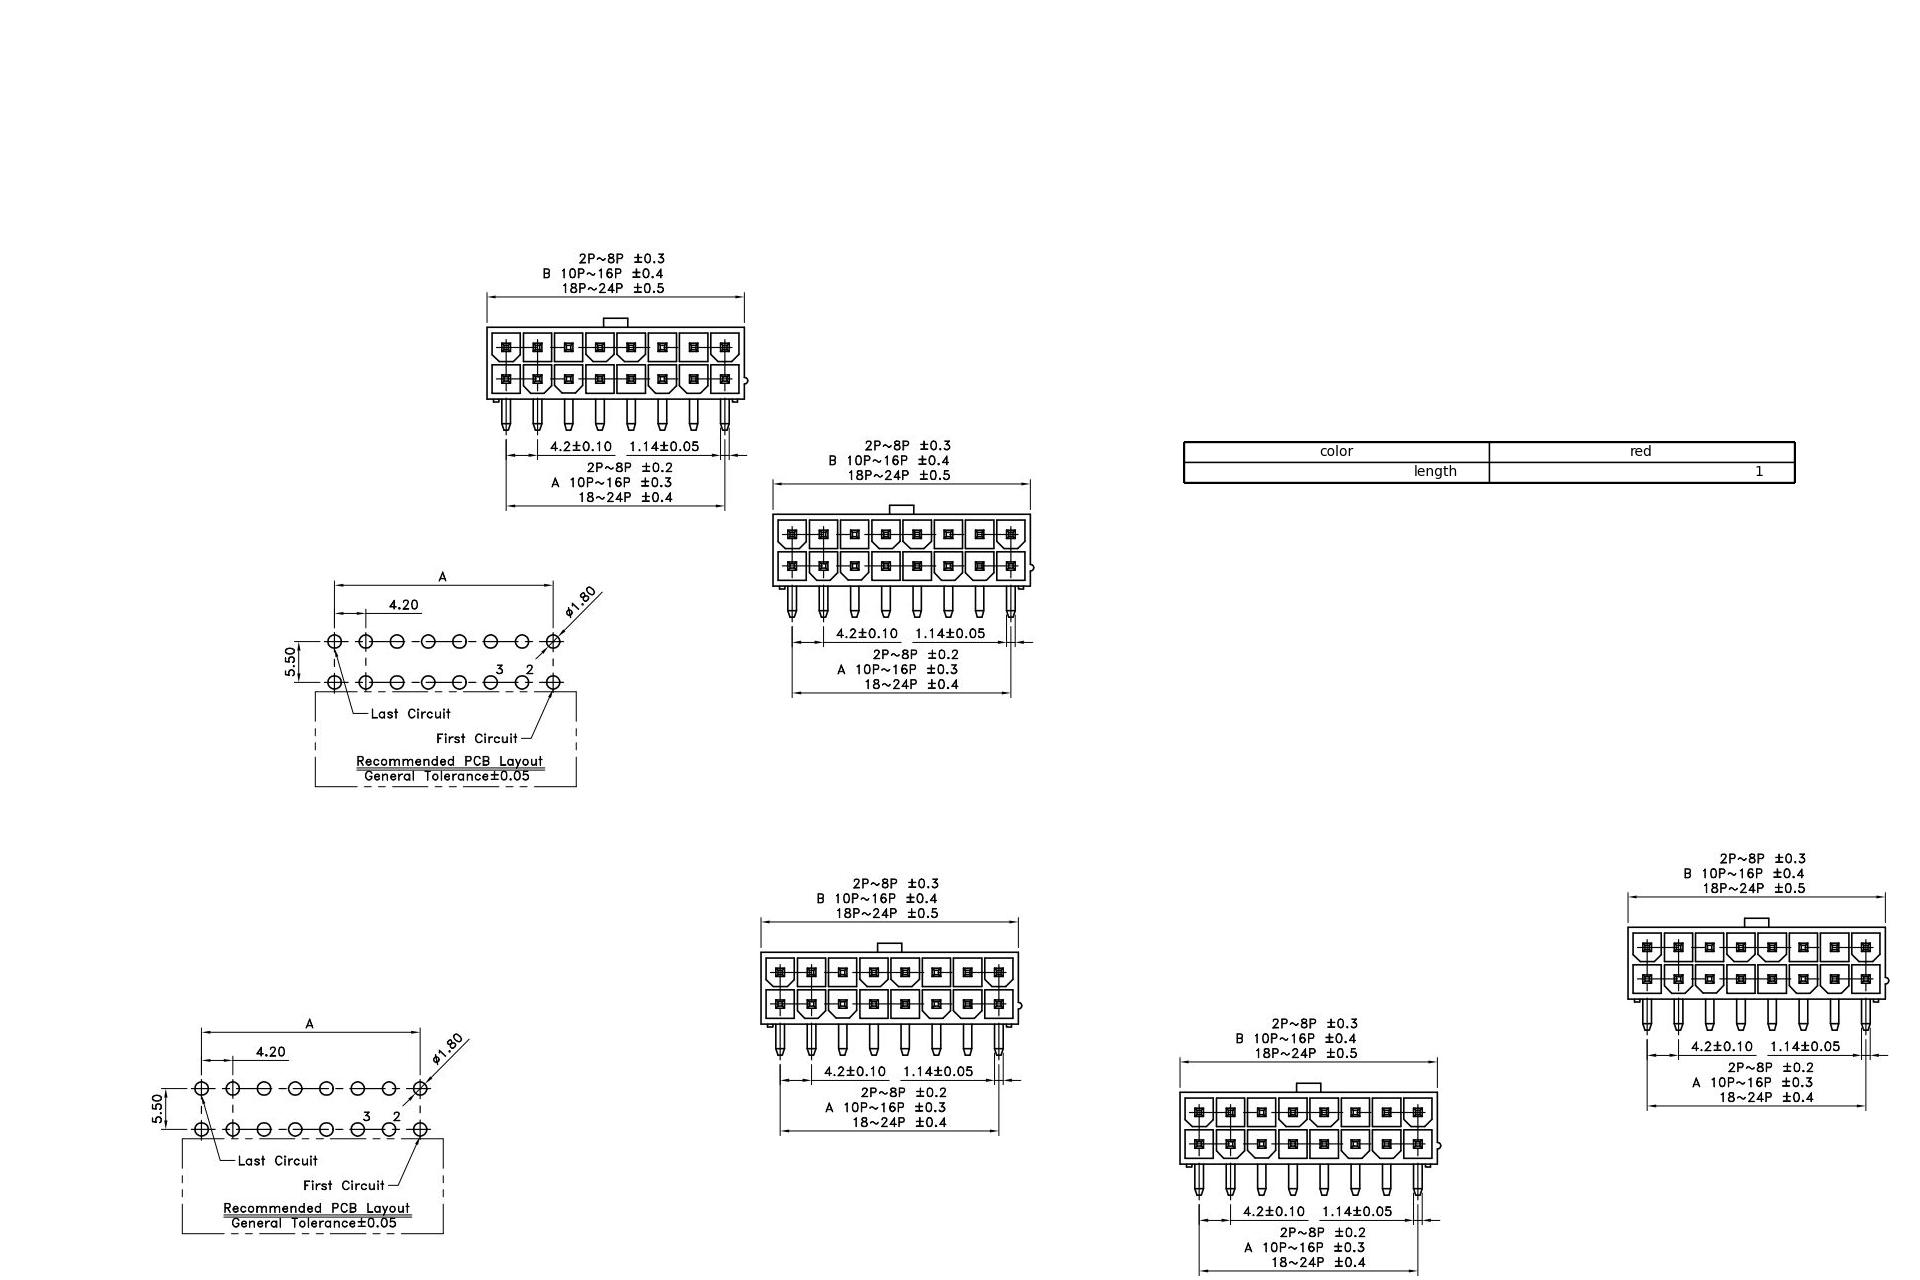 2P~8P ±0.3
B 10P~16P ±0.4
18P~24P ±0.5
4.2±0.10 1.14±0.05
2P~8P ±0.2
A 10P~16P ±0.3
18~24P ±0.4
2P~8P ±0.3
B 10P~16P ±0.4
18P~24P ±0.5
4.2±0.10 1.14±0.05
2P~8P ±0.2
A 10P~16P ±0.3
18~24P ±0.4
color red
length 1
A
4.20
ø1.80
5.50
3 2
Last Circuit
First Circuit
Recommended PCB Layout
General Tolerance±0.05
2P~8P ±0.3
B 10P~16P ±0.4
18P~24P ±0.5
4.2±0.10 1.14±0.05
2P~8P ±0.2
A 10P~16P ±0.3
18~24P ±0.4
2P~8P ±0.3
B 10P~16P ±0.4
18P~24P ±0.5
4.2±0.10 1.14±0.05
2P~8P ±0.2
A 10P~16P ±0.3
18~24P ±0.4
A
4.20
ø1.80
5.50
3 2
Last Circuit
First Circuit
Recommended PCB Layout
General Tolerance±0.05
2P~8P ±0.3
B 10P~16P ±0.4
18P~24P ±0.5
4.2±0.10 1.14±0.05
2P~8P ±0.2
A 10P~16P ±0.3
18~24P ±0.4